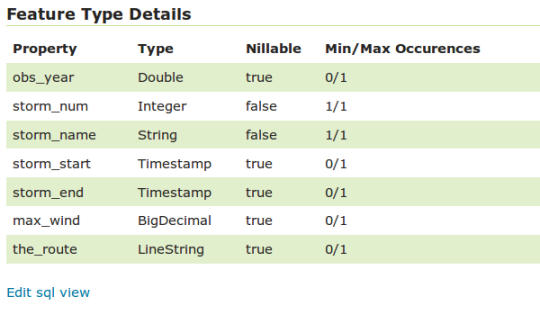 Feature Type Details
Property Type Nillable Min/Max Occurences
obs_year Double true 0/1
storm_num Integer false 1/1
storm_name String false 1/1
storm_start Timestamp true 0/1
storm_end Timestamp true 0/1
max_wind BigDecimal true 0/1
the_route LineString true 0/1
Edit sql view